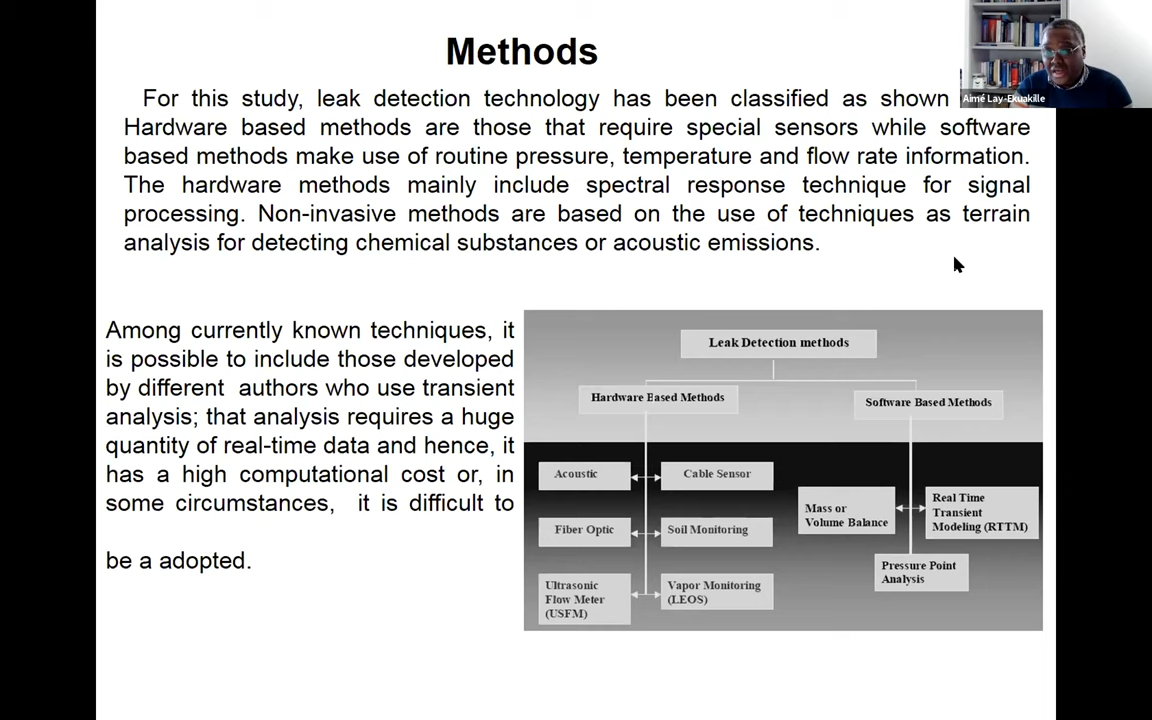 Methods
Aimé Lay-Ekuakille
For this study, leak detection technology has been classified as shown
Hardware based methods are those that require special sensors while software
based methods make use of routine pressure, temperature and flow rate information.
The hardware methods mainly include spectral response technique for signal
processing. Non-invasive methods are based on the use of techniques as terrain
analysis for detecting chemical substances or acoustic emissions.
Among currently known techniques, it
is possible to include those developed
by different authors who use transient
analysis; that analysis requires a huge
quantity of real-time data and hence, it
has a high computational cost or, in
some circumstances, it is difficult to
be a adopted.
Leak Detection methods
Hardware Based Methods
Software Based Methods
Acoustic
Cable Sensor
Fiber Optic
Soil Monitoring
Ultrasonic
Flow Meter
(USFM)
Vapor Monitoring
(LEOS)
Mass or
Volume Balance
Real Time
Transient
Modeling (RTTM)
Pressure Point
Analysis